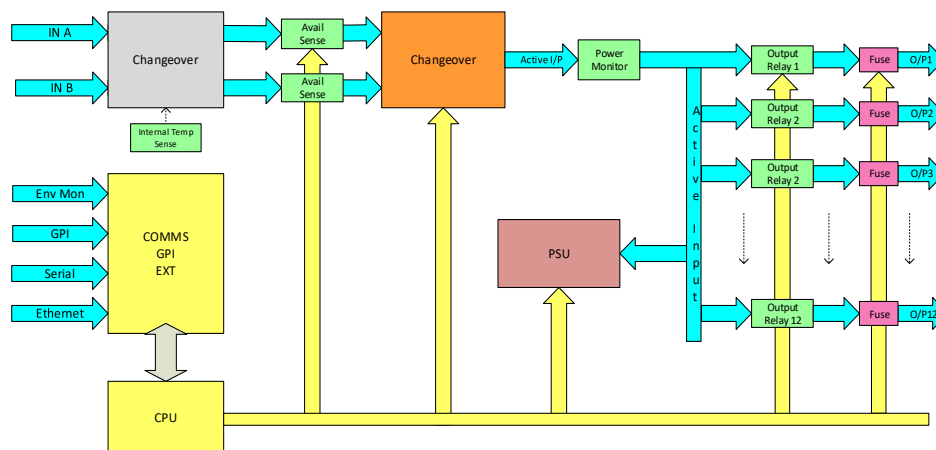 IN A
IN B
Changeover
Avail
Sense
Avail
Sense
Changeover
Active I/P
Power
Monitor
Output
Relay 1
Fuse
O/P1
Output
Relay 2
Fuse
O/P2
Output
Relay 2
Fuse
O/P3
Internal Temp
Sense
Active Input
Env Mon
GPI
Serial
Ethernet
COMMS
GPI
EXT
PSU
Output
Relay 12
Fuse
O/P12
CPU